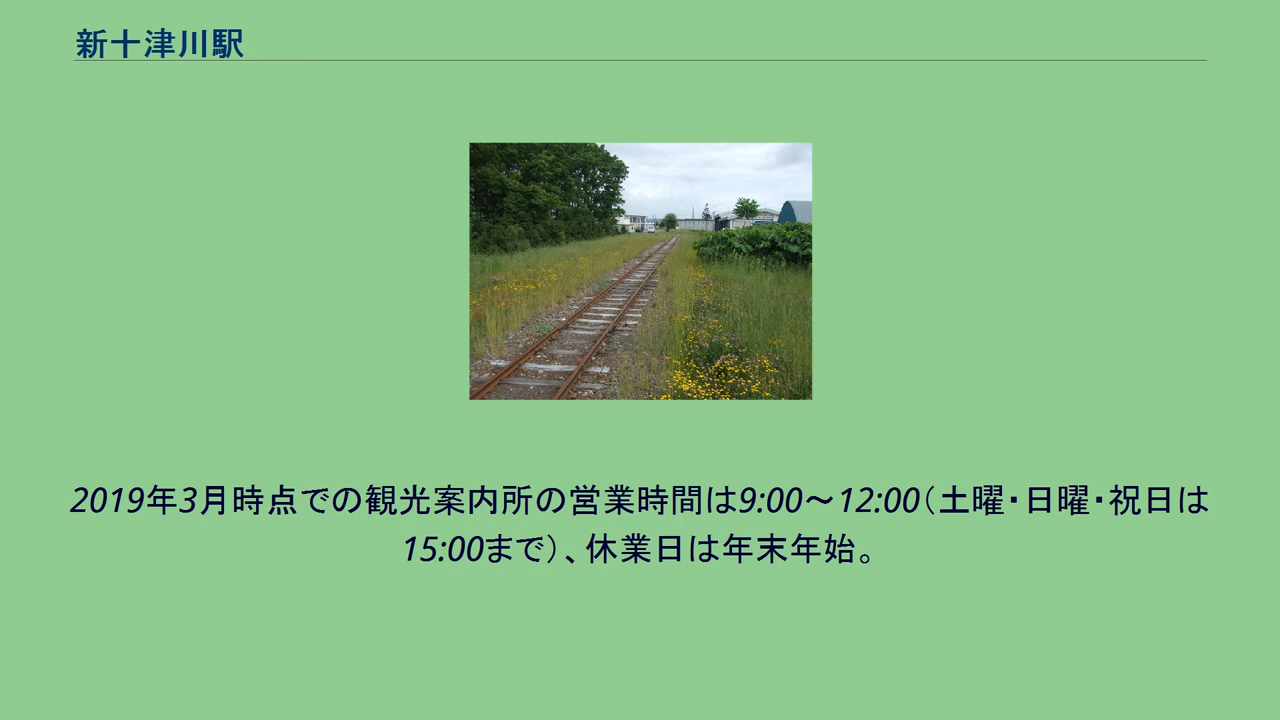 新十津川駅
2019年3月時点での観光案内所の営業時間は9:00〜12:00（土曜・日曜・祝日は
15:00まで）、休業日は年末年始。